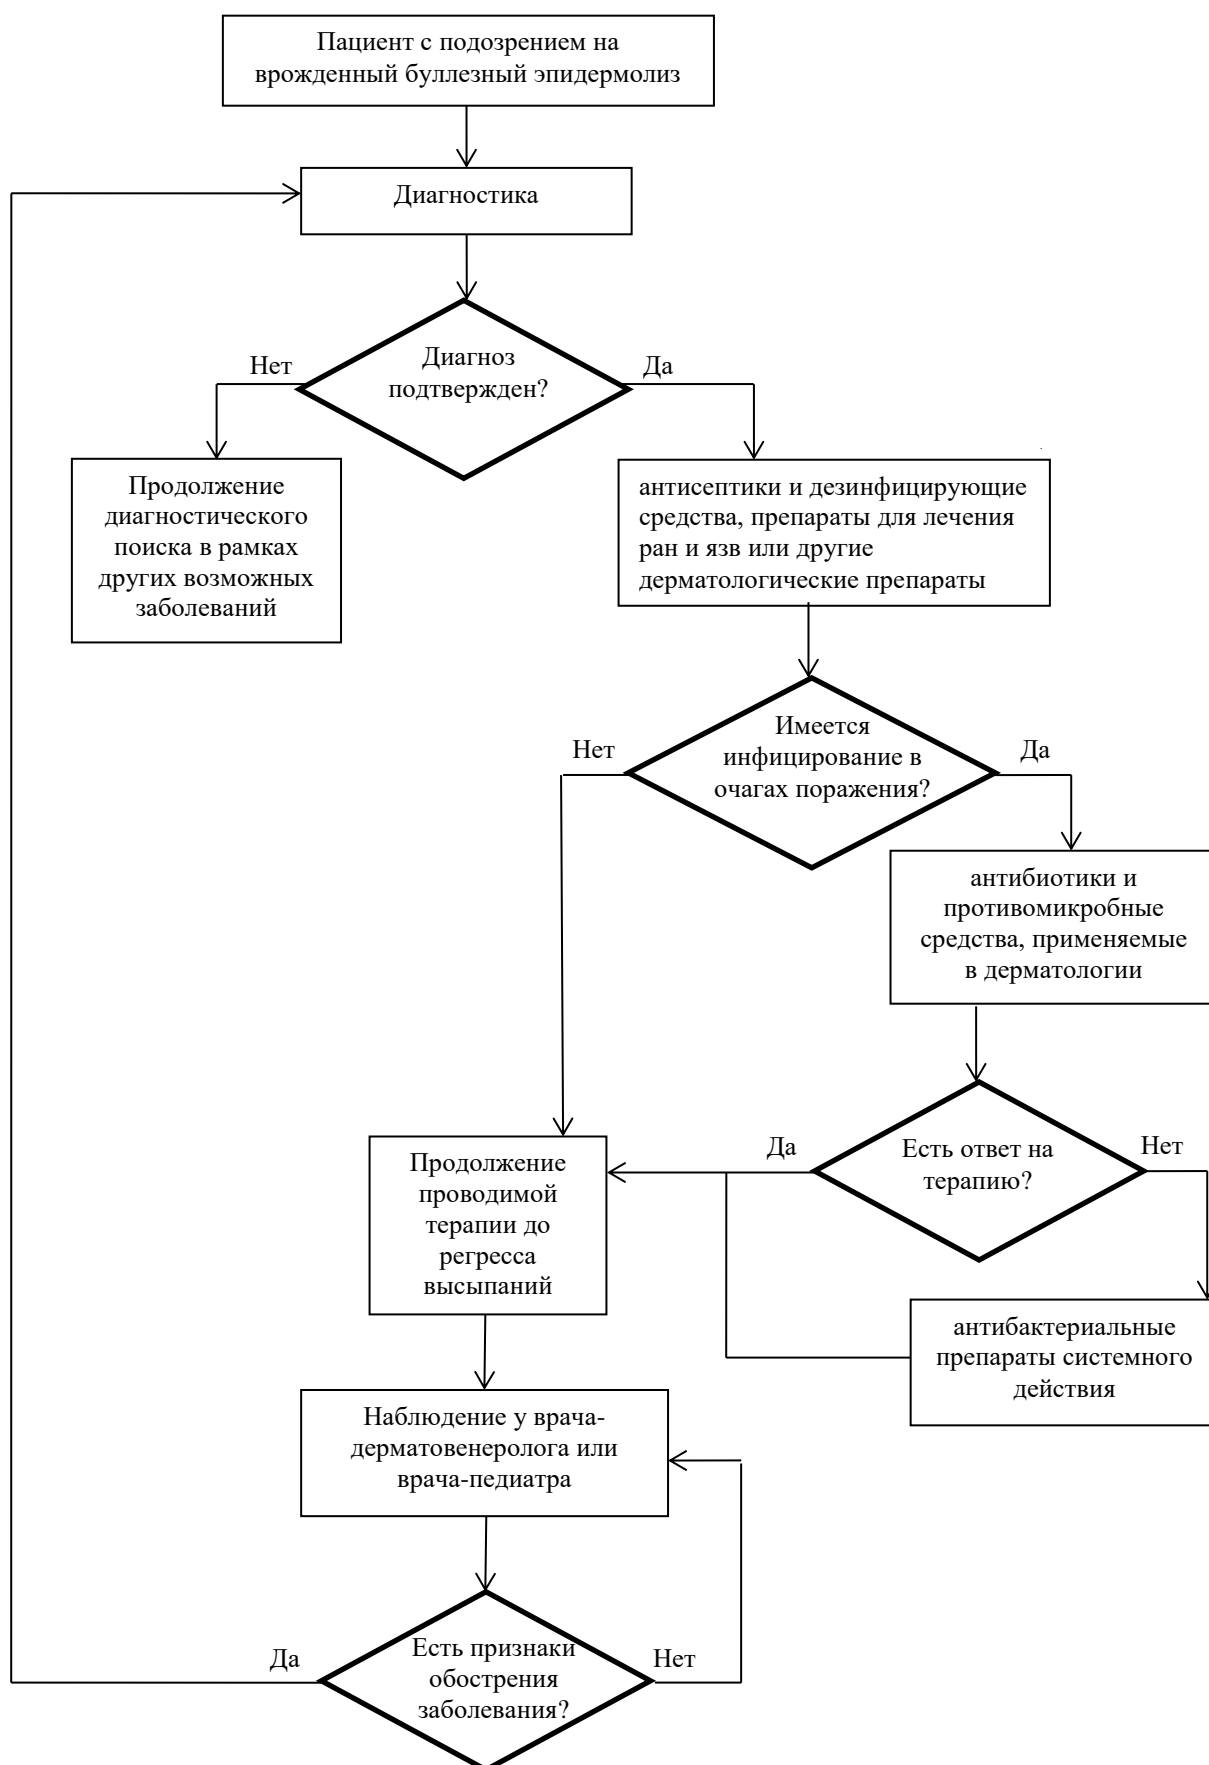 Пациент с подозрением на
врожденный буллезный эпидермолиз
Диагностика
Диагноз
подтвержден?
Нет
Да
Продолжение
диагностического
поиска в рамках
других возможных
заболеваний
антисептики и дезинфицирующие
средства, препараты для лечения
ран и язв или другие
дерматологические препараты
Имеется
инфицирование в
очагах поражения?
Нет
Да
антибиотики и
противомикробные
средства, применяемые
в дерматологии
Есть ответ на
терапию?
Да
Нет
Продолжение
проводимой
терапии до
регресса
высыпаний
антибактериальные
препараты системного
действия
Наблюдение у врача-
дерматовенеролога или
врача-педиатра
Есть признаки
обострения
заболевания?
Да
Нет